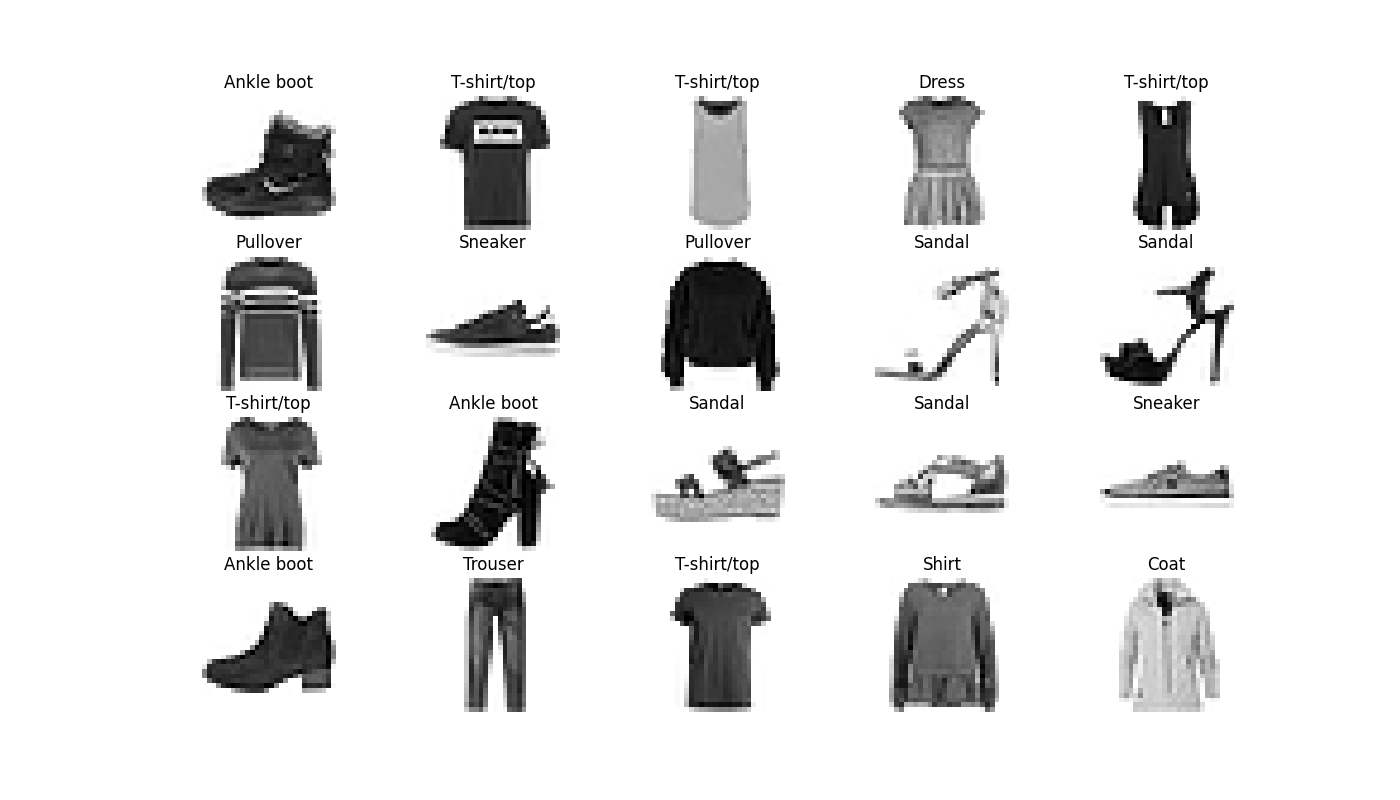 Ankle boot T-shirt/top T-shirt/top Dress T-shirt/top
Pullover Sneaker Pullover Sandal Sandal
T-shirt/top Ankle boot Sandal Sandal Sneaker
Ankle boot Trouser T-shirt/top Shirt Coat